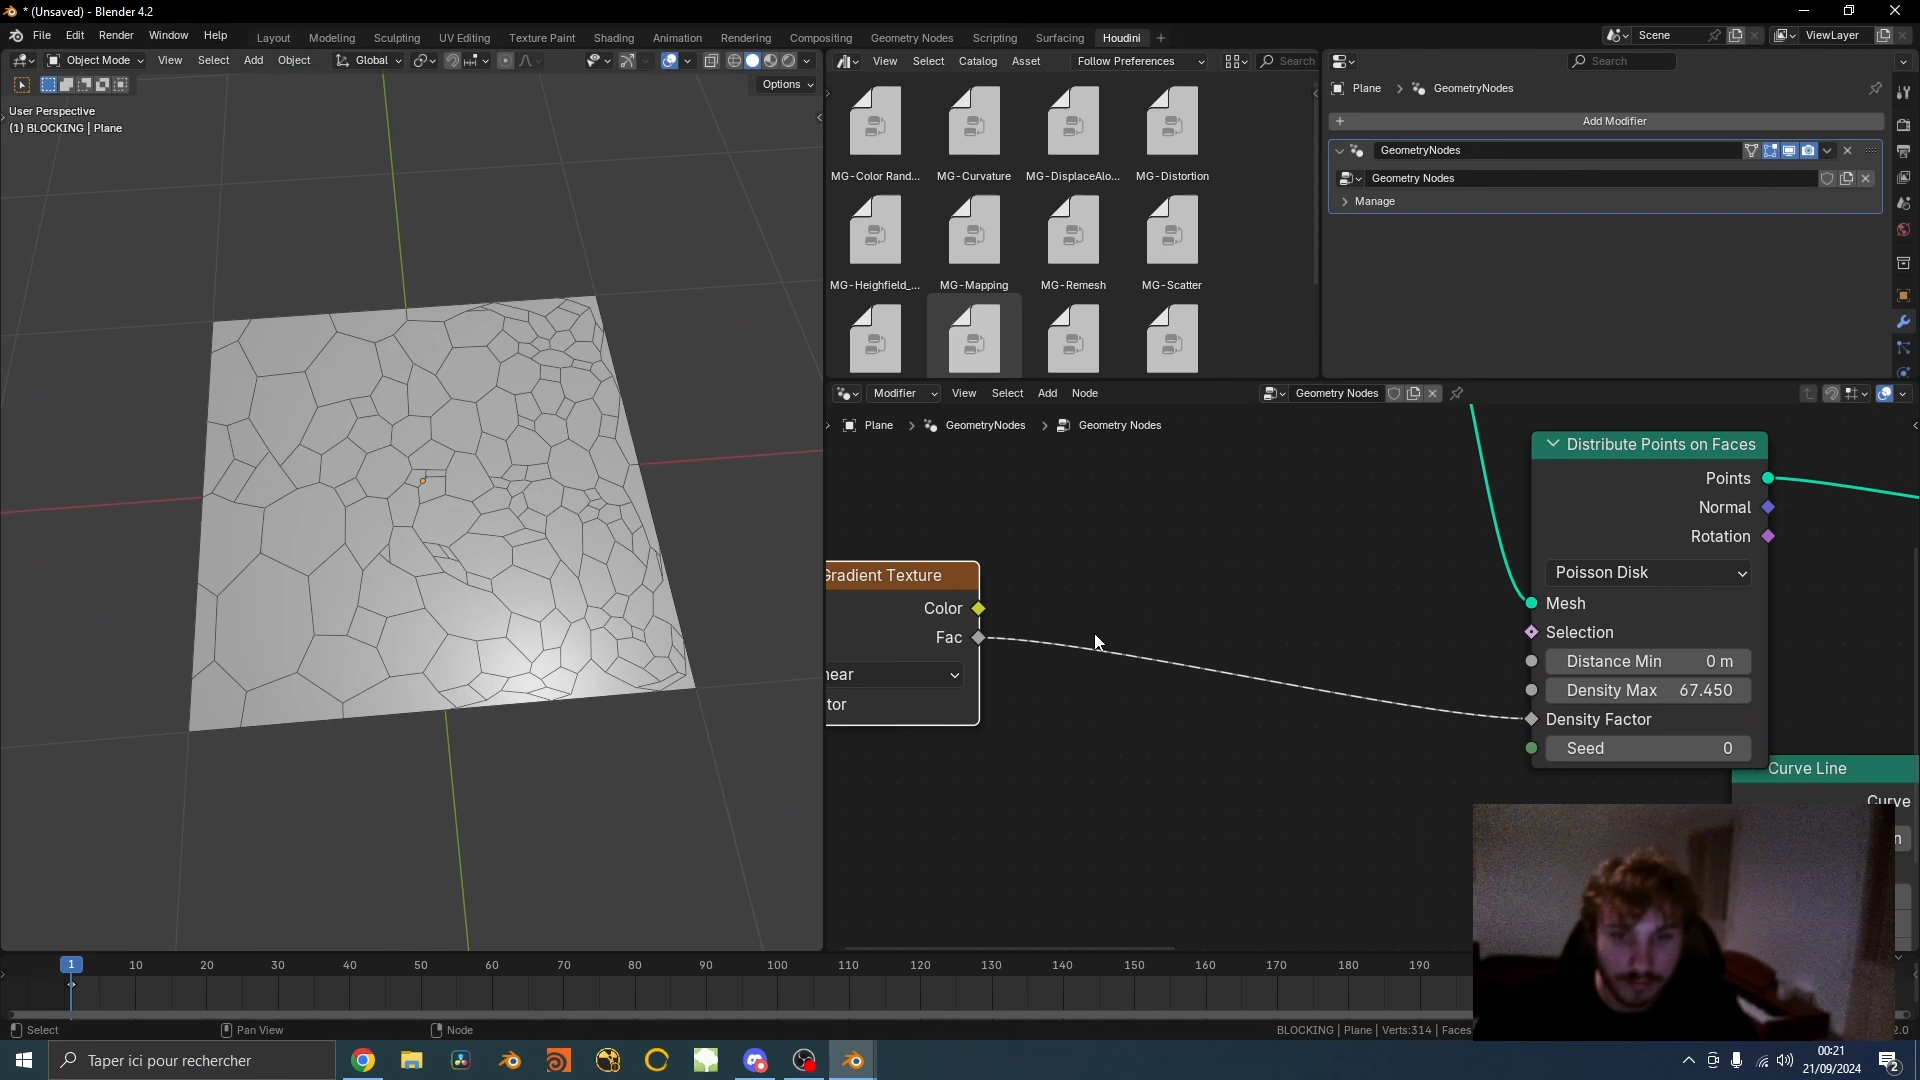 * (Unsaved) - Blender 4.2
File Edit Render Window Help
Layout Modeling Sculpting UV Editing Texture Paint Shading Animation Rendering Compositing Geometry Nodes Scripting Surfacing Houdini +
Scene
ViewLayer
Object Mode View Select Add Object Global
Options
User Perspective
(1) BLOCKING | Plane
View Select Catalog Asset Follow Preferences Search
MG-Color Rand... MG-Curvature MG-DisplaceAlo... MG-Distortion
MG-Heighfield_... MG-Mapping MG-Remesh MG-Scatter
Search
Plane > GeometryNodes
+ Add Modifier
GeometryNodes
Geometry Nodes
Manage
Modifier View Select Add Node Geometry Nodes
Plane > GeometryNodes > Geometry Nodes
Gradient Texture
Color
Fac
near
tor
Distribute Points on Faces
Points
Normal
Rotation
Poisson Disk
Mesh
Selection
Distance Min 0 m
Density Max 67.450
Density Factor
Seed 0
Curve Line
Curve
n
1 10 20 30 40 50 60 70 80 90 100 110 120 130 140 150 160 170 180 190
Select Pan View Node
BLOCKING | Plane | Verts:314 | Faces
2.0
Taper ici pour rechercher
00:21
21/09/2024
2